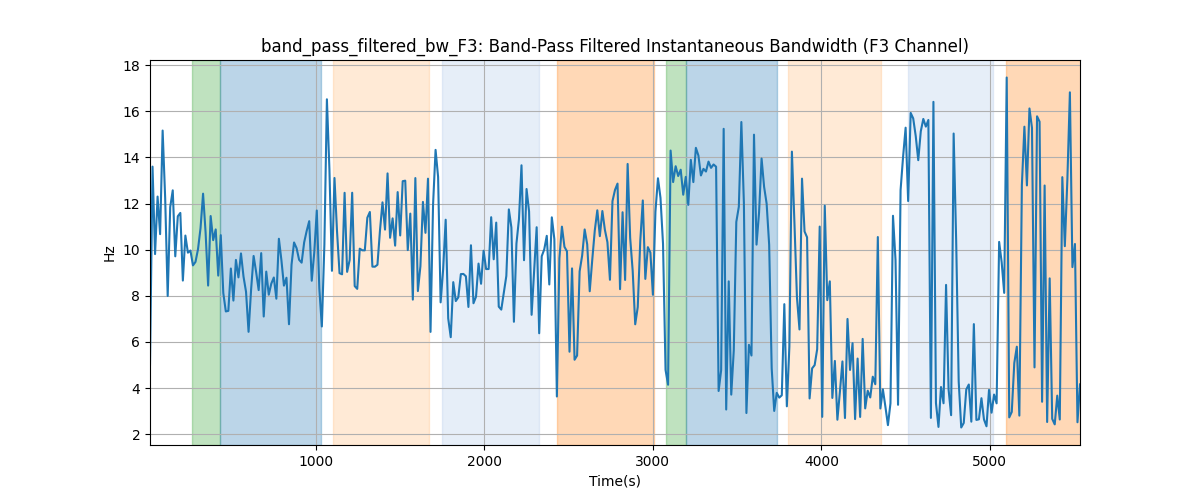 band_pass_filtered_bw_F3: Band-Pass Filtered Instantaneous Bandwidth (F3 Channel)
18
16
14
12
10
8
6
4
2
Hz
1000 2000 3000 4000 5000
Time(s)